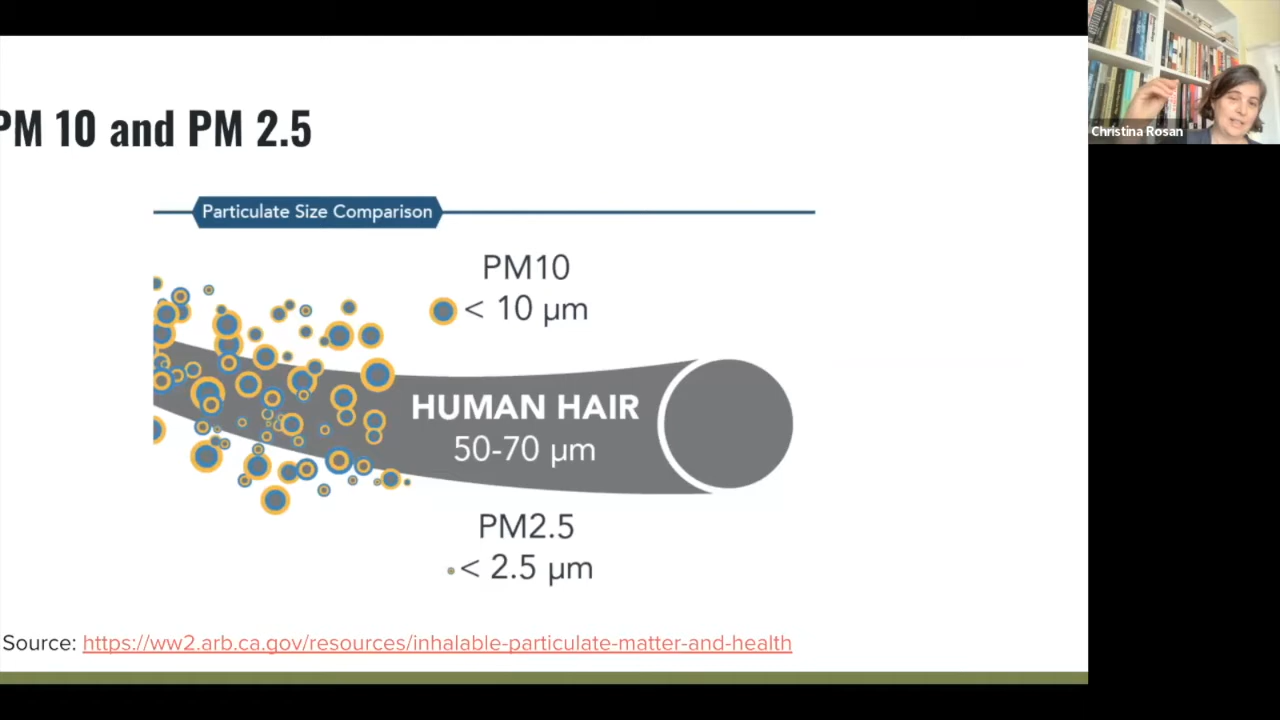 PM 10 and PM 2.5
Christina Rosan
Particulate Size Comparison
PM10
< 10 µm
HUMAN HAIR
50-70 µm
PM2.5
< 2.5 µm
Source: https://ww2.arb.ca.gov/resources/inhalable-particulate-matter-and-health